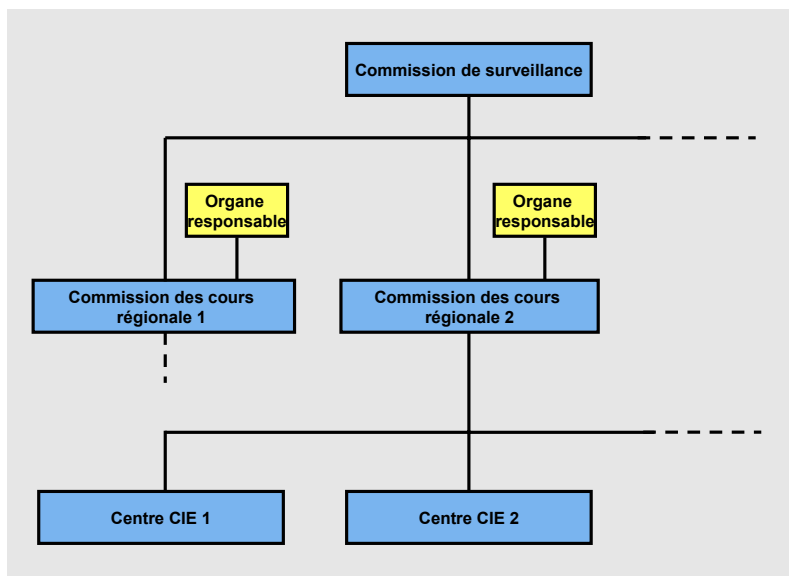 Commission de surveillance
Organe
responsable
Organe
responsable
Commission des cours
régionale 1
Commission des cours
régionale 2
Centre CIE 1
Centre CIE 2